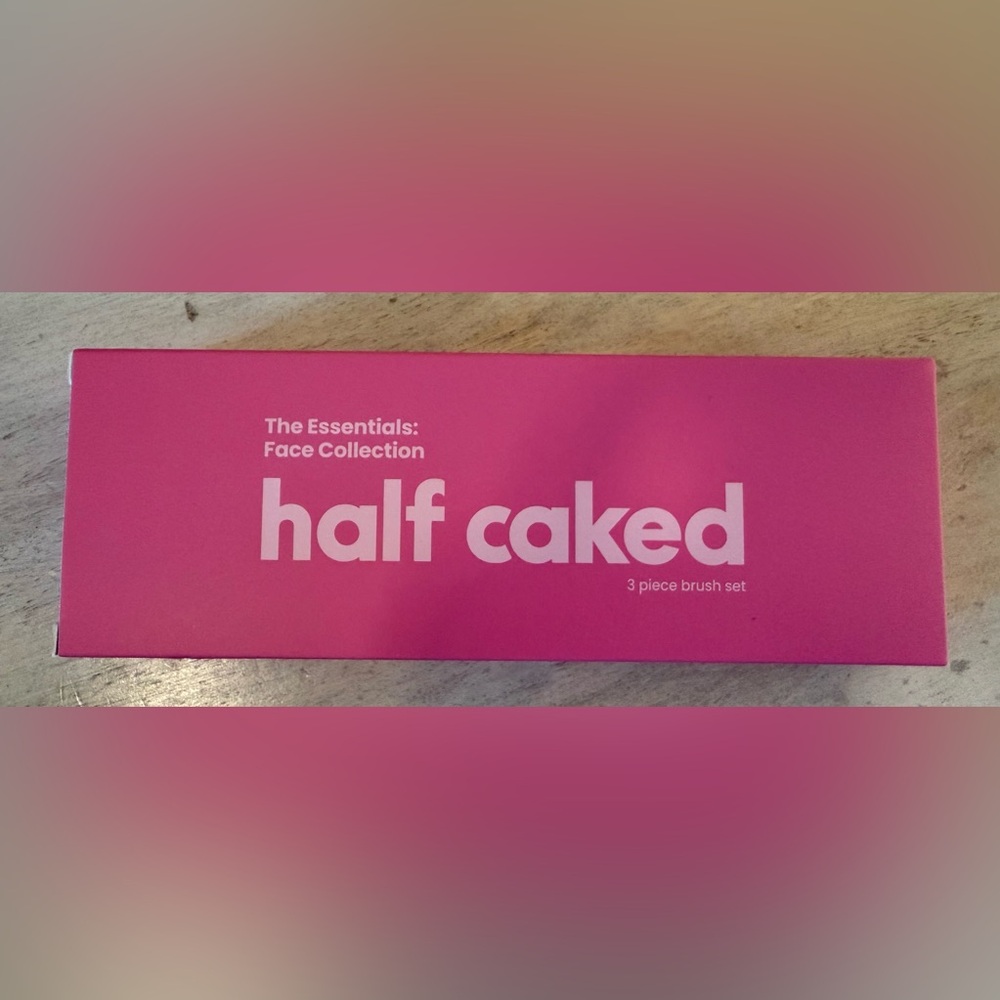 The Essentials:
Face Collection
half caked
3 piece brush set